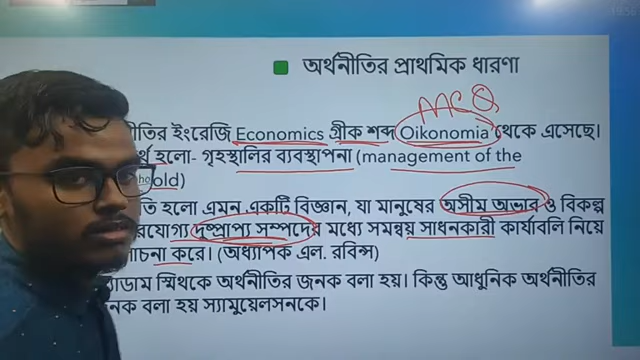 অর্থনীতির প্রাথমিক ধারণা
MCQ
নীতির ইংরেজি Economics গ্রীক শব্দ Oikonomia থেকে এসেছে।
র্থ হলো- গৃহস্থালির ব্যবস্থাপনা (management of the
hold)
তি হলো এমন একটি বিজ্ঞান, যা মানুষের অসীম অভাব ও বিকল্প
যোগ্য দুষ্প্রাপ্য সম্পদের মধ্যে সমন্বয় সাধনকারী কার্যাবলি নিয়ে
চনা করে। (অধ্যাপক এল. রবিন্স)
ডাম স্মিথকে অর্থনীতির জনক বলা হয়। কিন্তু আধুনিক অর্থনীতির
নক বলা হয় স্যামুয়েলসনকে।